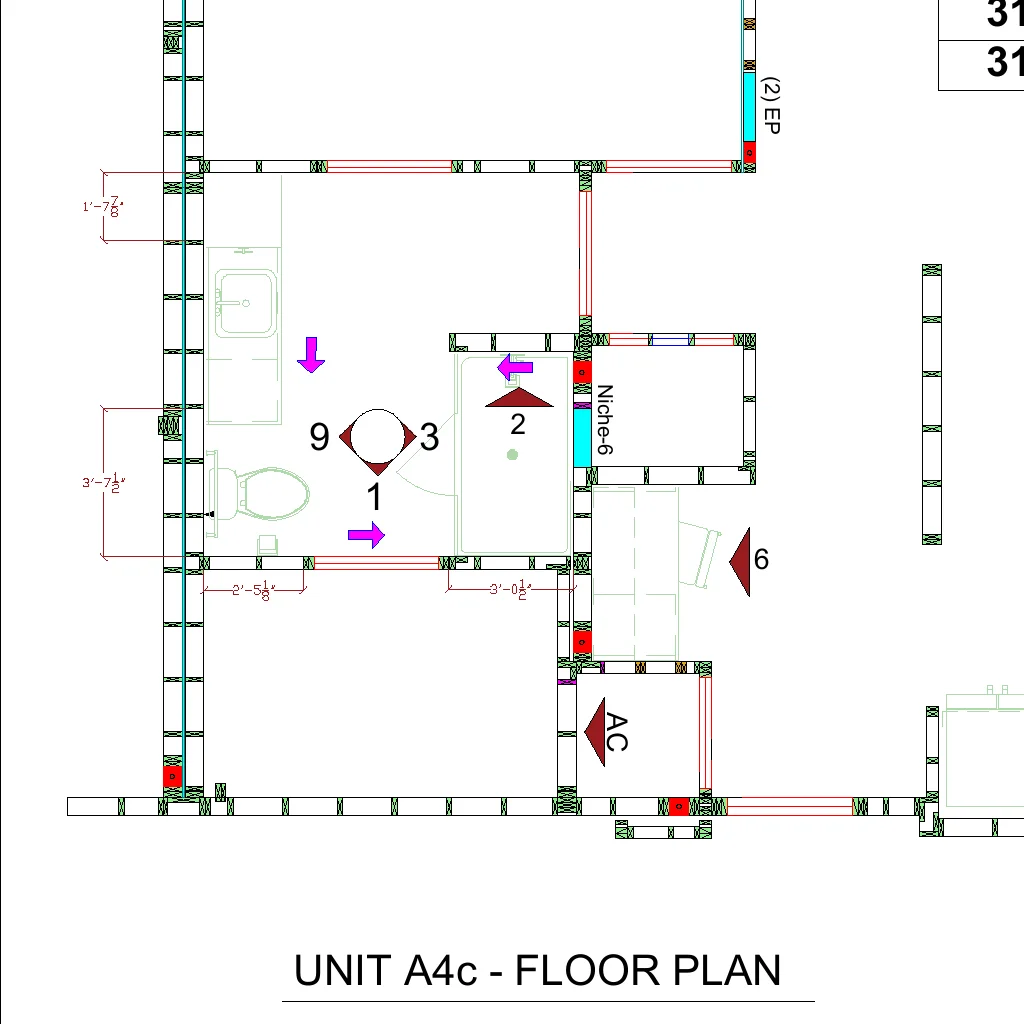 31
31
(2) EP
1'-7 7/8"
Niche-6
2
9
3
1
3'-7 1/2"
6
2'-5 1/8"
3'-0 1/2"
AC
UNIT A4c - FLOOR PLAN